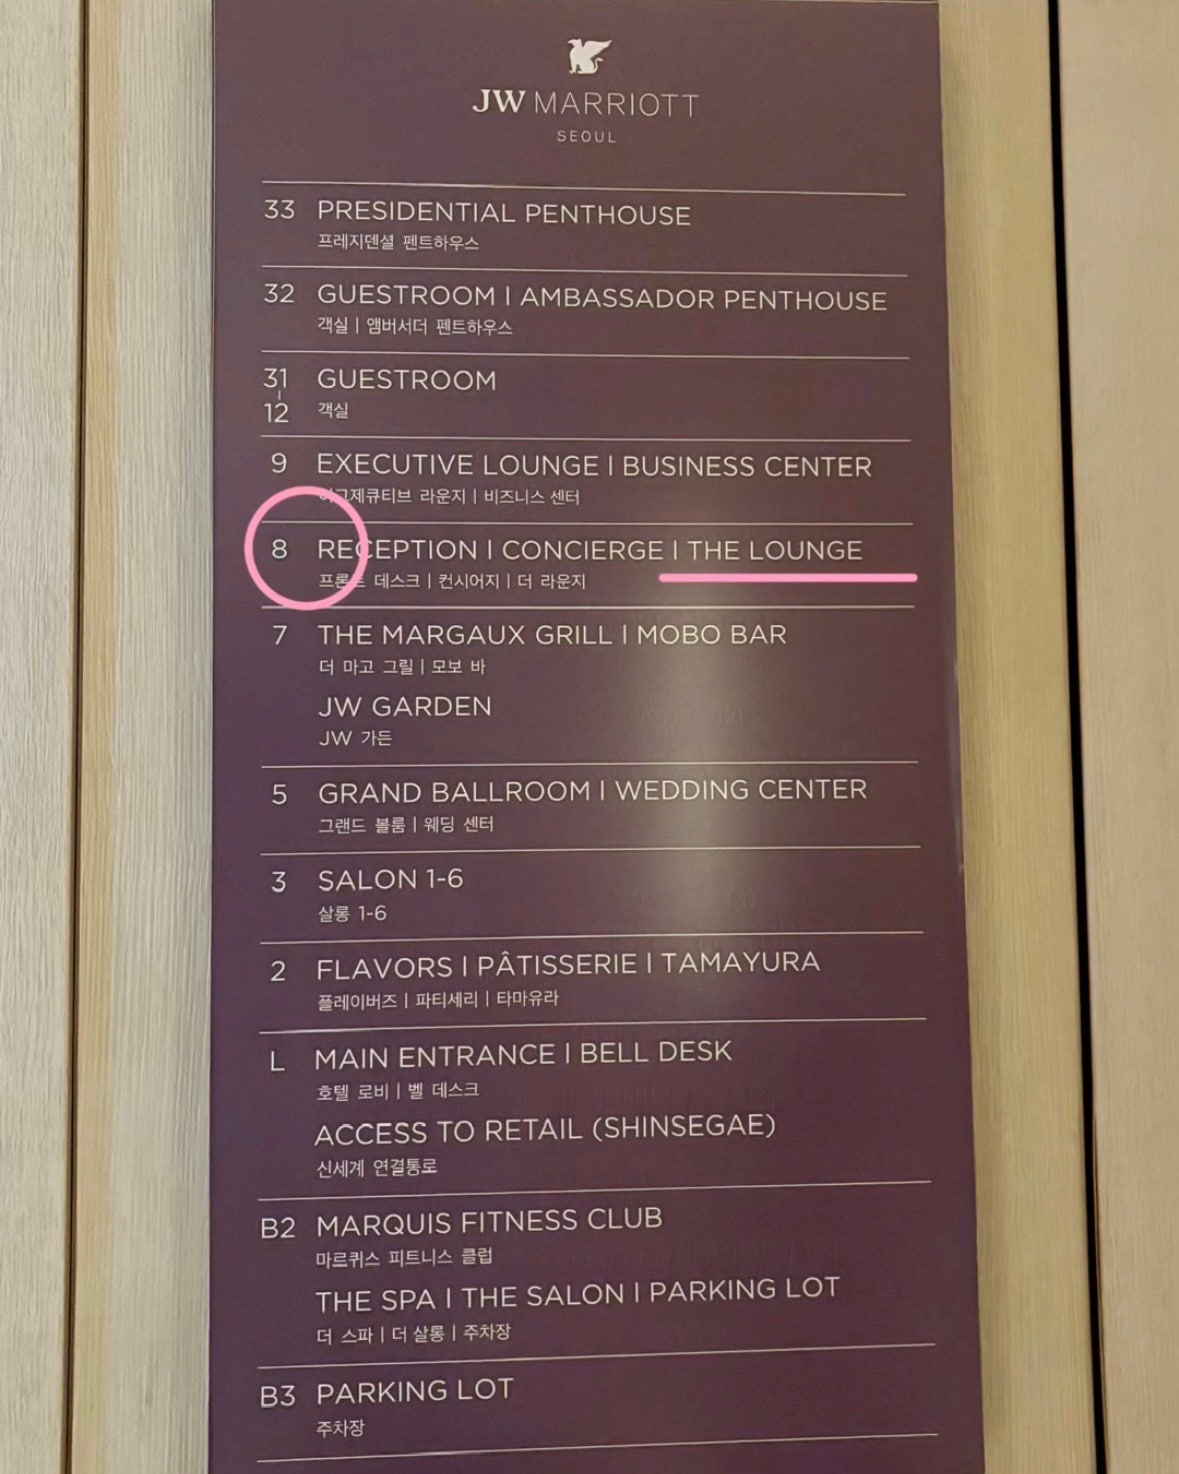 JW MARRIOTT
SEOUL
33 PRESIDENTIAL PENTHOUSE
프레지덴셜 펜트하우스
32 GUESTROOM | AMBASSADOR PENTHOUSE
객실 | 앰버서더 펜트하우스
31 GUESTROOM
12 객실
9 EXECUTIVE LOUNGE | BUSINESS CENTER
이그제큐티브 라운지 | 비즈니스 센터
8 RECEPTION | CONCIERGE | THE LOUNGE
프론트 데스크 | 컨시어지 | 더 라운지
7 THE MARGAUX GRILL | MOBO BAR
더 마고 그릴 | 모보 바
JW GARDEN
JW 가든
5 GRAND BALLROOM | WEDDING CENTER
그랜드 볼룸 | 웨딩 센터
3 SALON 1-6
살롱 1-6
2 FLAVORS | PÂTISSERIE | TAMAYURA
플레이버즈 | 파티세리 | 타마유라
L MAIN ENTRANCE | BELL DESK
호텔 로비 | 벨 데스크
ACCESS TO RETAIL (SHINSEGAE)
신세계 연결통로
B2 MARQUIS FITNESS CLUB
마르퀴스 피트니스 클럽
THE SPA | THE SALON | PARKING LOT
더 스파 | 더 살롱 | 주차장
B3 PARKING LOT
주차장